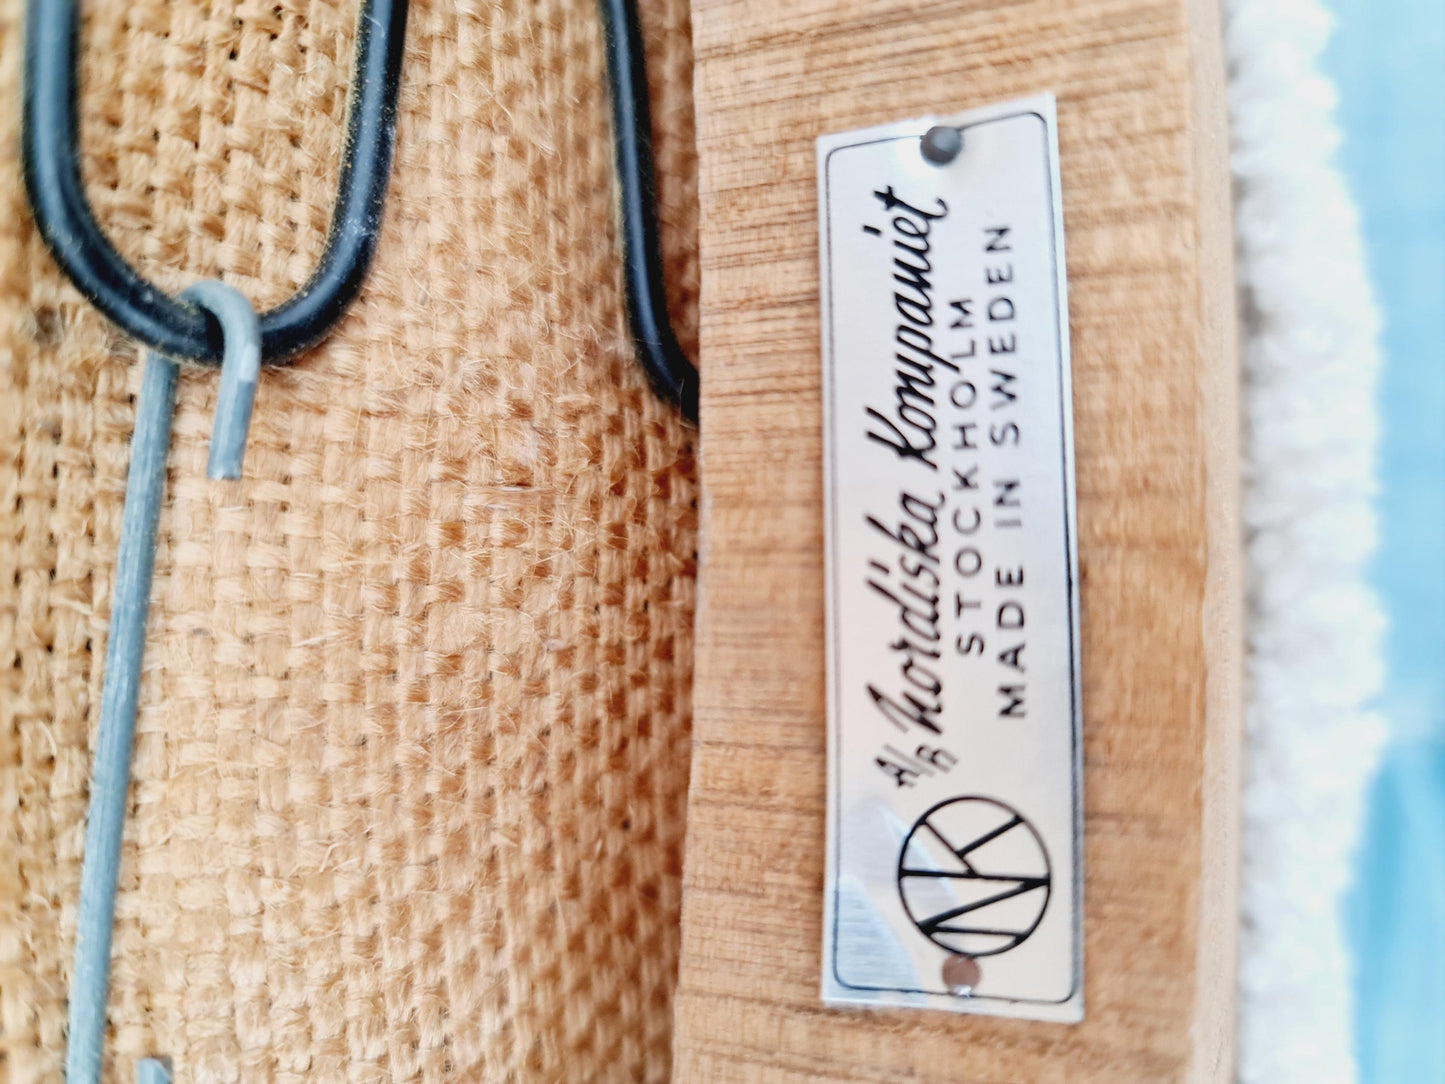 A/B Nordiska Kompaniet
STOCKHOLM
MADE IN SWEDEN
NK